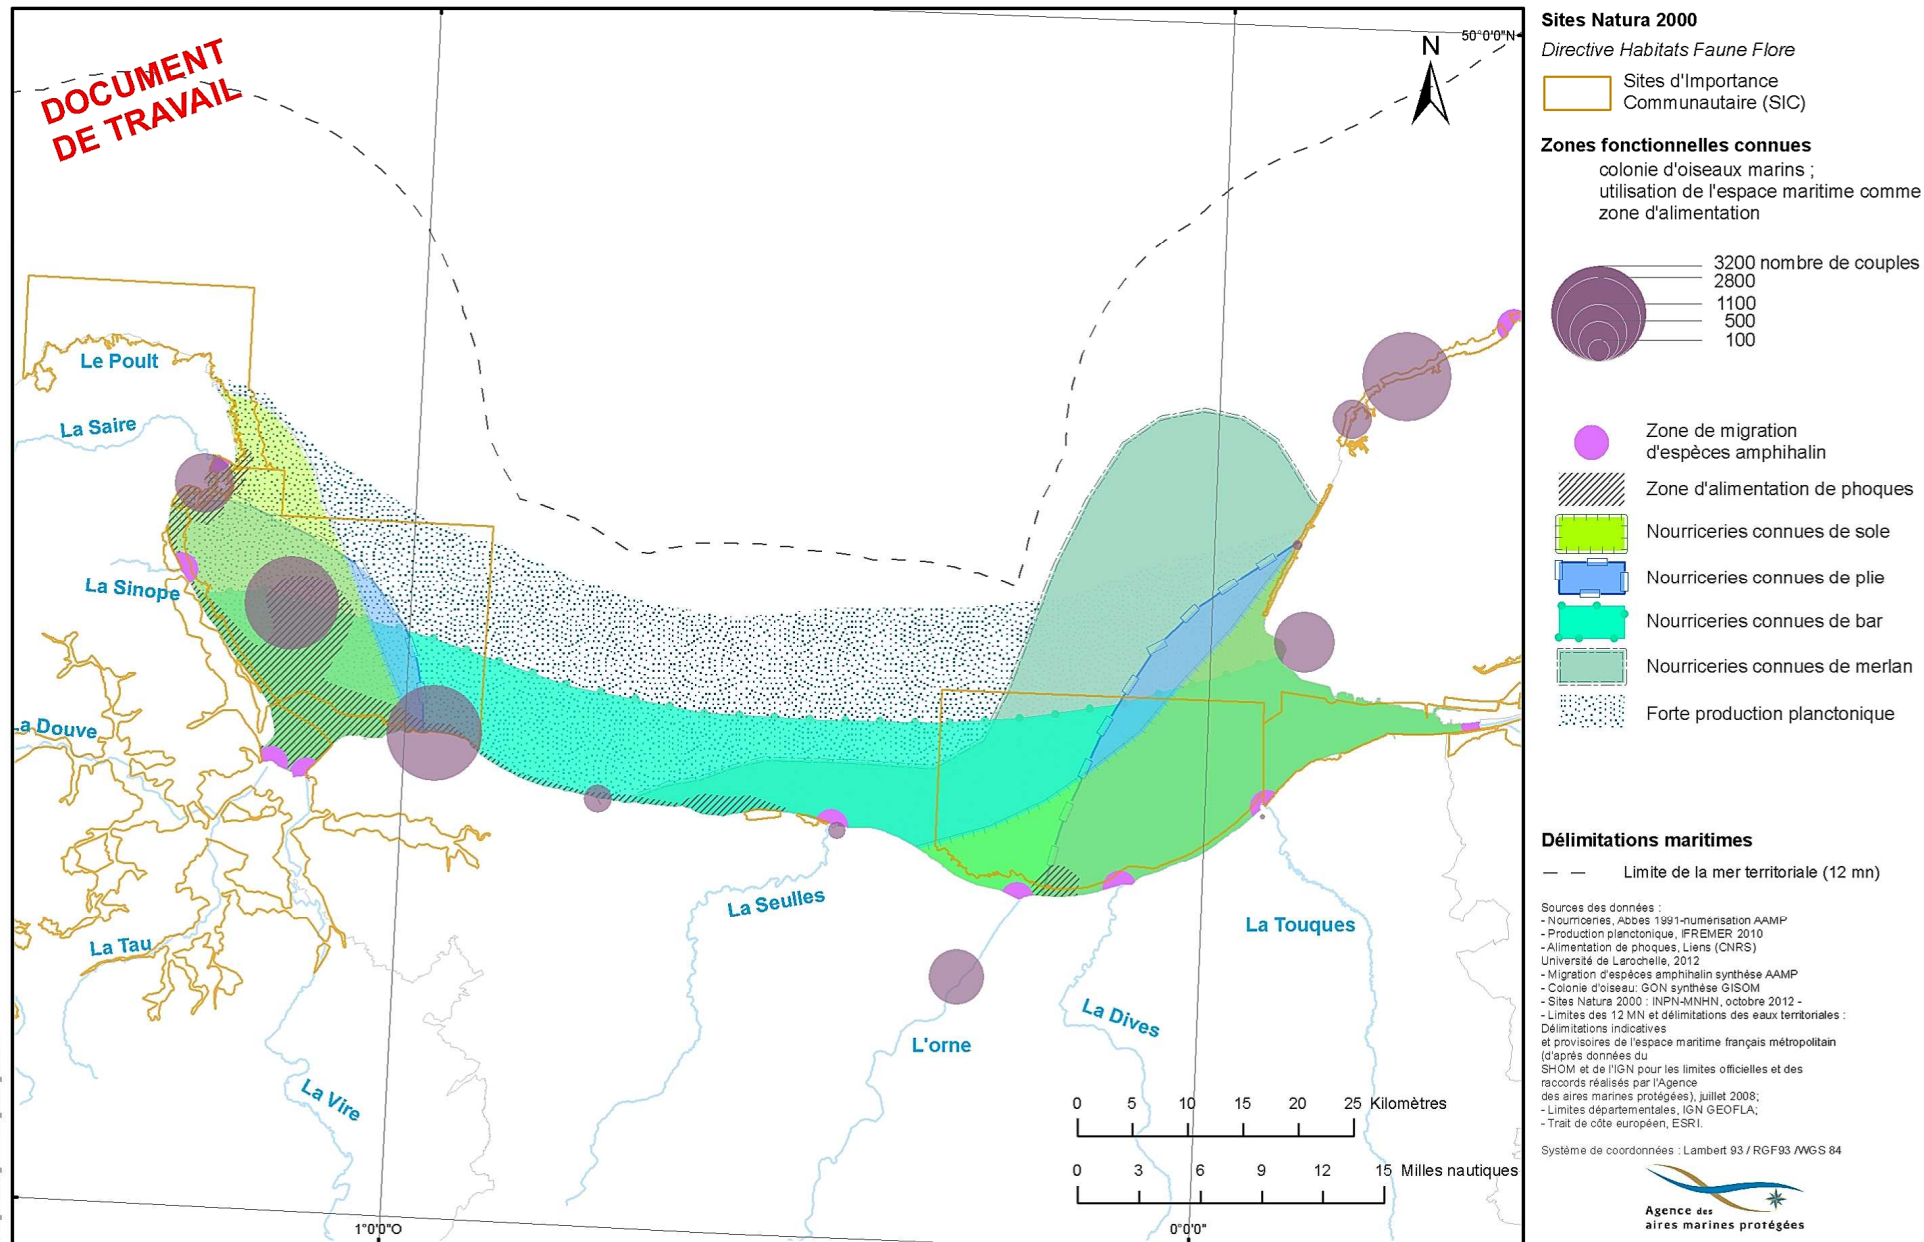 DOCUMENT
DE TRAVAIL
N
50°0'0"N
Le Poult
La Saire
La Sinope
La Douve
La Tau
La Vire
La Seulles
L'orne
La Dives
La Touques
0 5 10 15 20 25 Kilomètres
0 3 6 9 12 15 Milles nautiques
1°0'0"O
0°0'0"
Sites Natura 2000
Directive Habitats Faune Flore
Sites d'Importance
Communautaire (SIC)
Zones fonctionnelles connues
colonie d'oiseaux marins ;
utilisation de l'espace maritime comme
zone d'alimentation
3200 nombre de couples
2800
1100
500
100
Zone de migration
d'espèces amphihalin
Zone d'alimentation de phoques
Nourriceries connues de sole
Nourriceries connues de plie
Nourriceries connues de bar
Nourriceries connues de merlan
Forte production planctonique
Délimitations maritimes
Limite de la mer territoriale (12 mn)
Sources des données :
- Nourriceries, Abbes 1991-numérisation AAMP
- Production planctonique, IFREMER 2010
- Alimentation de phoques, Liens (CNRS)
Université de Larochelle, 2012
- Migration d'espèces amphihalin synthèse AAMP
- Colonie d'oiseau: GON synthèse GISOM
- Sites Natura 2000 : INPN-MNHN, octobre 2012 -
- Limites des 12 MN et délimitations des eaux territoriales :
Délimitations indicatives
et provisoires de l'espace maritime français métropolitain
(d'après données du
SHOM et de l'IGN pour les limites officielles et des
raccords réalisés par l'Agence
des aires marines protégées), juillet 2008;
- Limites départementales, IGN GEOFLA;
- Trait de côte européen, ESRI.
Système de coordonnées : Lambert 93 / RGF93 /WGS 84
Agence des
aires marines protégées